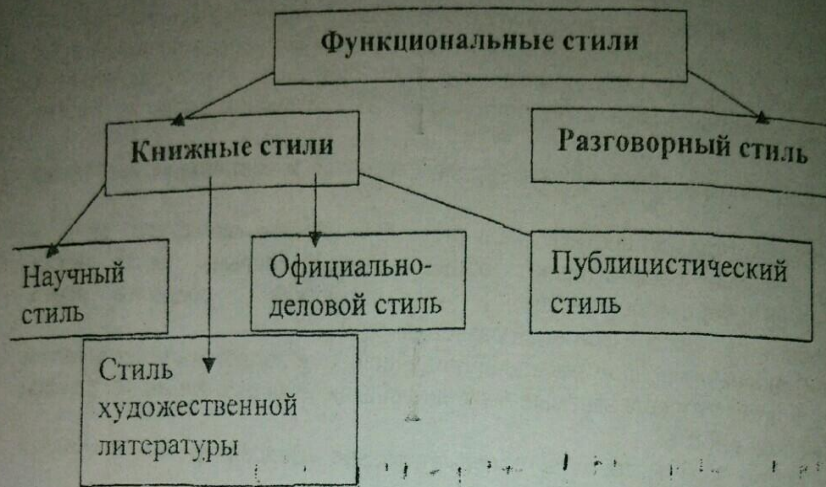 Функциональные стили
Книжные стили
Разговорный стиль
Научный
стиль
Официально-
деловой стиль
Публицистический
стиль
Стиль
художественной
литературы